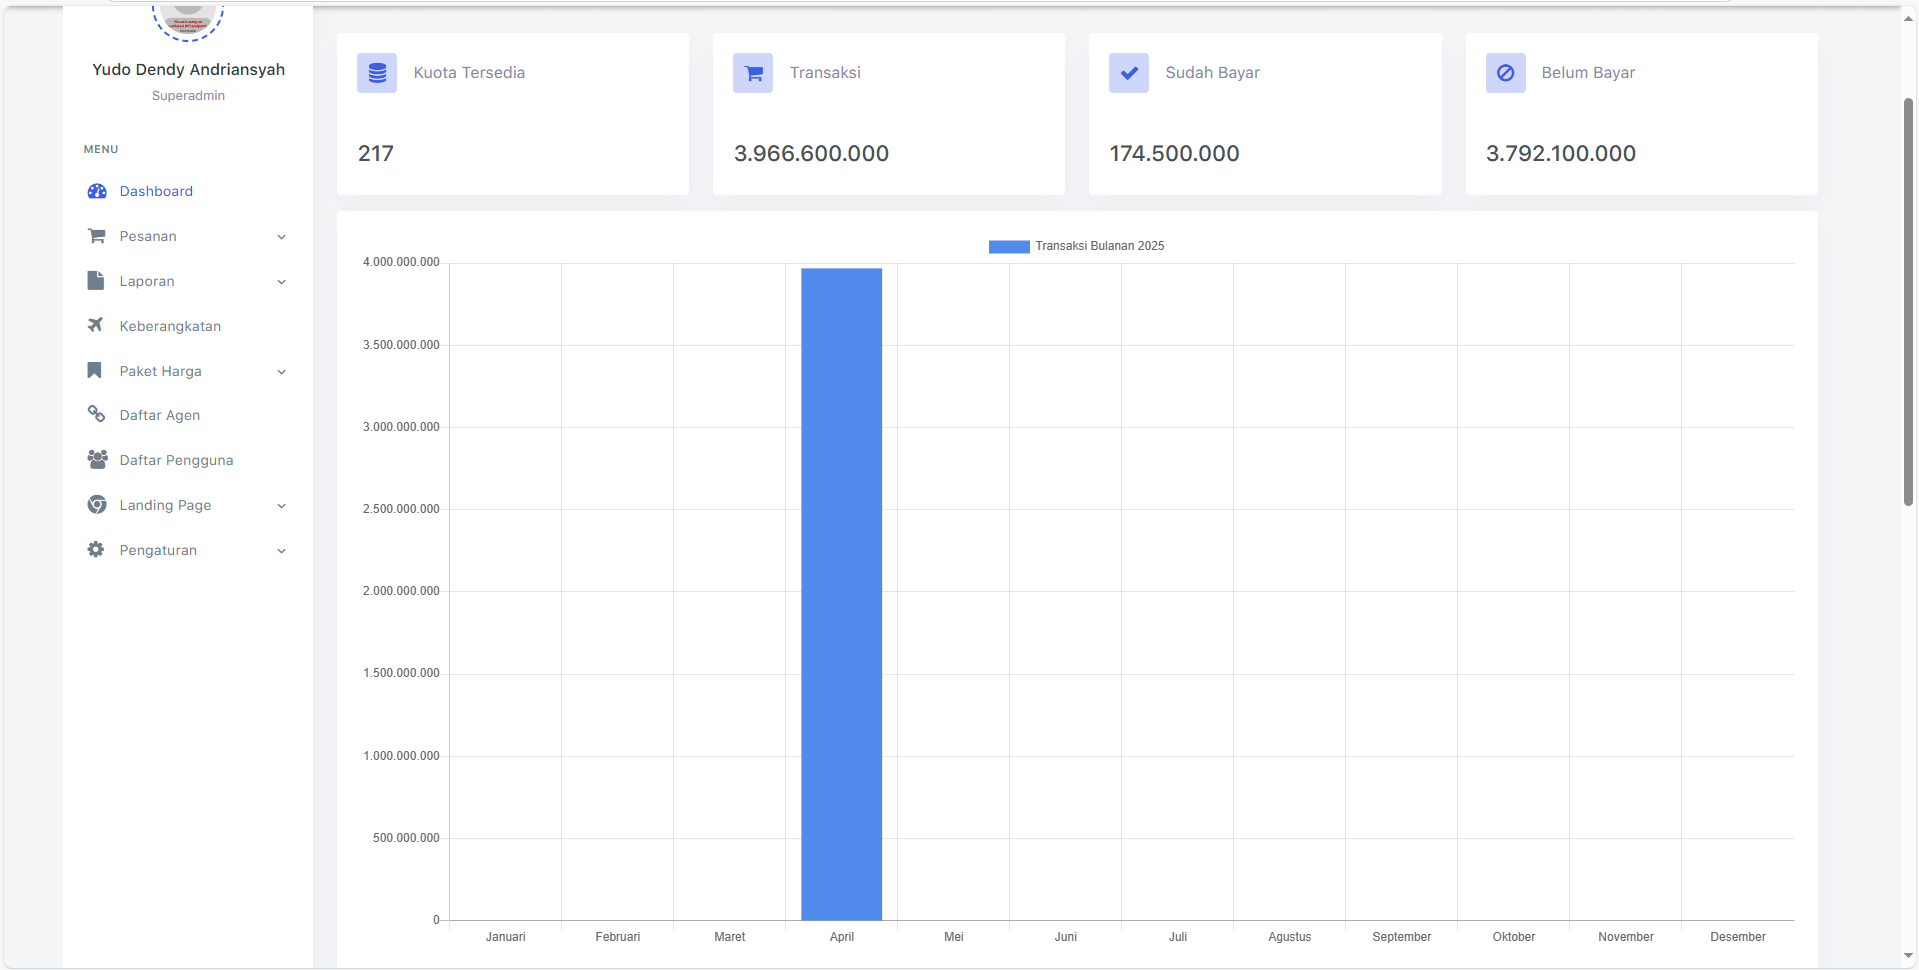 Yudo Dendy Andriansyah
Superadmin
MENU
Dashboard
Pesanan
Laporan
Keberangkatan
Paket Harga
Daftar Agen
Daftar Pengguna
Landing Page
Pengaturan
Kuota Tersedia
217
Transaksi
3.966.600.000
Sudah Bayar
174.500.000
Belum Bayar
3.792.100.000
Transaksi Bulanan 2025
4.000.000.000
3.500.000.000
3.000.000.000
2.500.000.000
2.000.000.000
1.500.000.000
1.000.000.000
500.000.000
0
Januari Februari Maret April Mei Juni Juli Agustus September Oktober November Desember